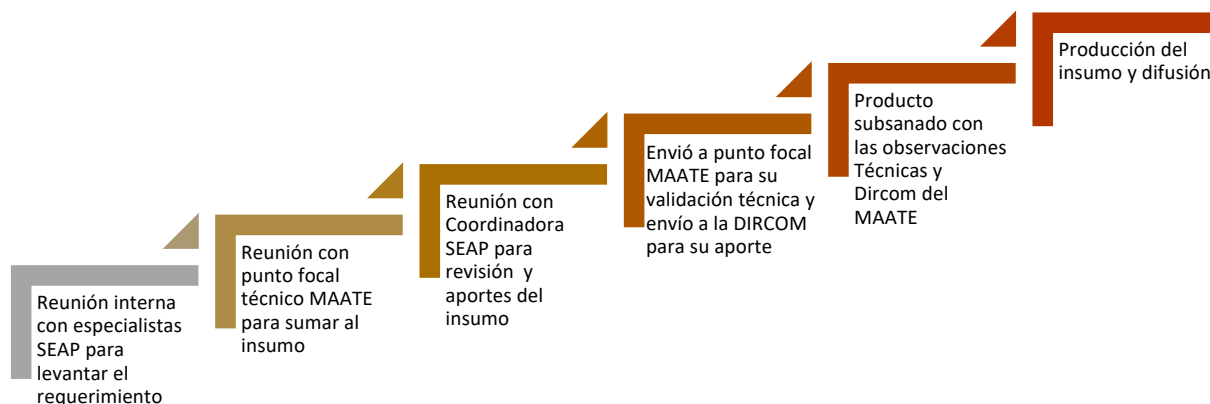 Reunión interna
con especialistas
SEAP para
levantar el
requerimiento
Reunión con
punto focal
técnico MAATE
para sumar al
insumo
Reunión con
Coordinadora
SEAP para
revisión y
aportes del
insumo
Envió a punto focal
MAATE para su
validación técnica y
envío a la DIRCOM
para su aporte
Producto
subsanado con
las observaciones
Técnicas y
Dircom del
MAATE
Producción del
insumo y difusión